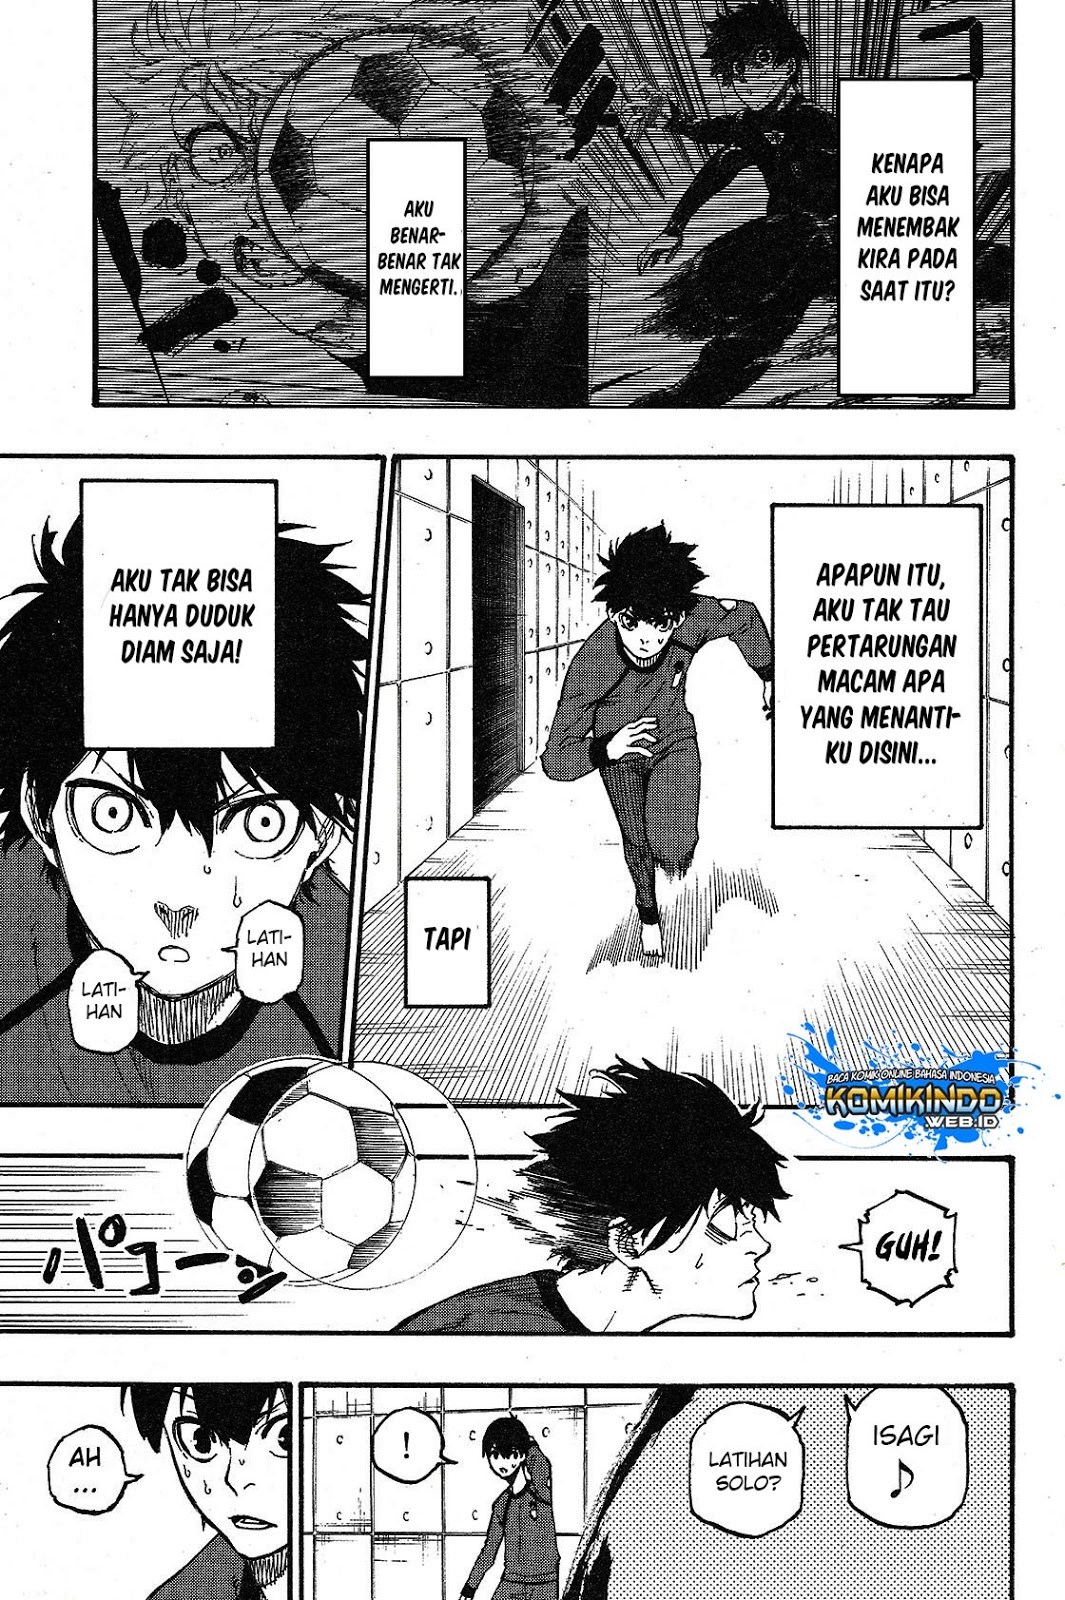 KENAPA
AKU BISA
MENEMBAK
KIRA PADA
SAAT ITU?
AKU
BENAR-
BENAR TAK
MENGERTI.
APAPUN ITU,
AKU TAK TAU
PERTARUNGAN
MACAM APA
YANG MENANTI-
KU DISINI...
TAPI
AKU TAK BISA
HANYA DUDUK
DIAM SAJA!
LATI-
HAN
LATI-
HAN
BACA KOMIK ONLINE BAHASA INDONESIA
KOMIKINDO
.WEB.ID
GUH!
パコーン
ISAGI
♪
LATIHAN
SOLO?
!
AH
...